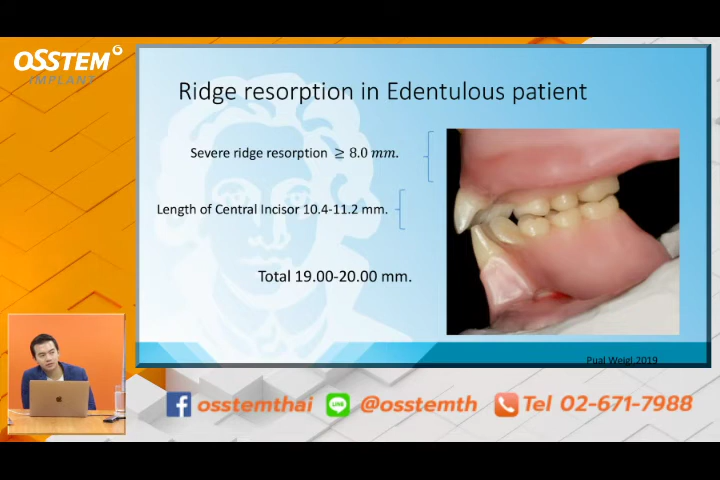 OSSTEM
IMPLANT
Ridge resorption in Edentulous patient
Severe ridge resorption ≥ 8.0 mm.
Length of Central Incisor 10.4-11.2 mm.
Total 19.00-20.00 mm.
Pual Weigl.2019
osstemthai
LINE
@osstemth
Tel 02-671-7988